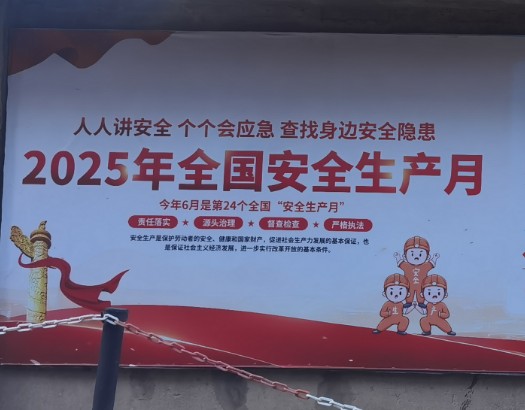 人人讲安全 个个会应急 查找身边安全隐患
2025年全国安全生产月
今年6月是第24个全国“安全生产月”
责任落实 ★ 源头治理 ★ 督查检查 ★ 严格执法
安全生产是保护劳动者的安全、健康和国家财产，促进社会生产力发展的基本保证，也
是保证社会主义经济发展，进一步实行改革开放的基本条件。